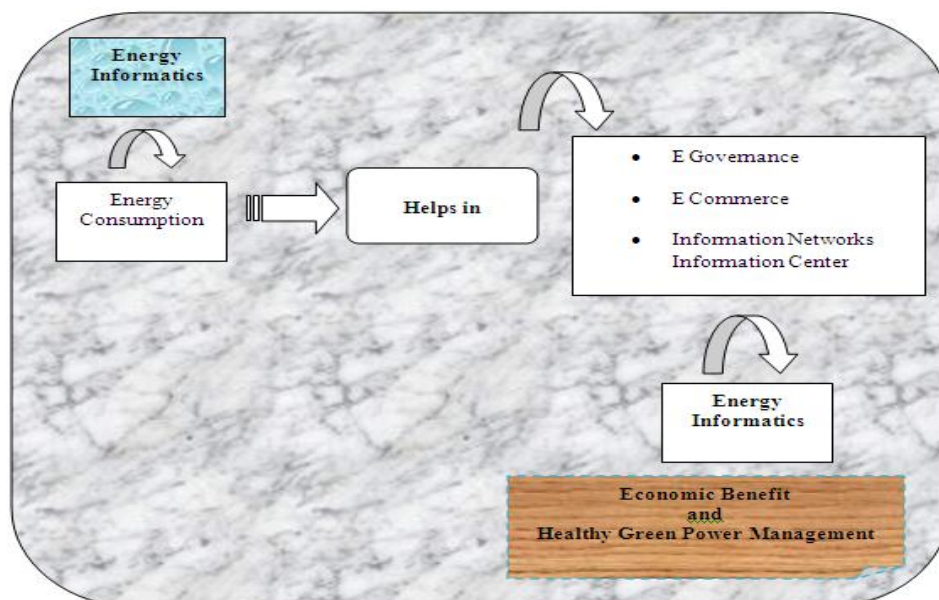 Energy
Informatics
Energy
Consumption
Helps in
• E Governance
• E Commerce
• Information Networks
Information Center
Energy
Informatics
Economic Benefit
and
Healthy Green Power Management